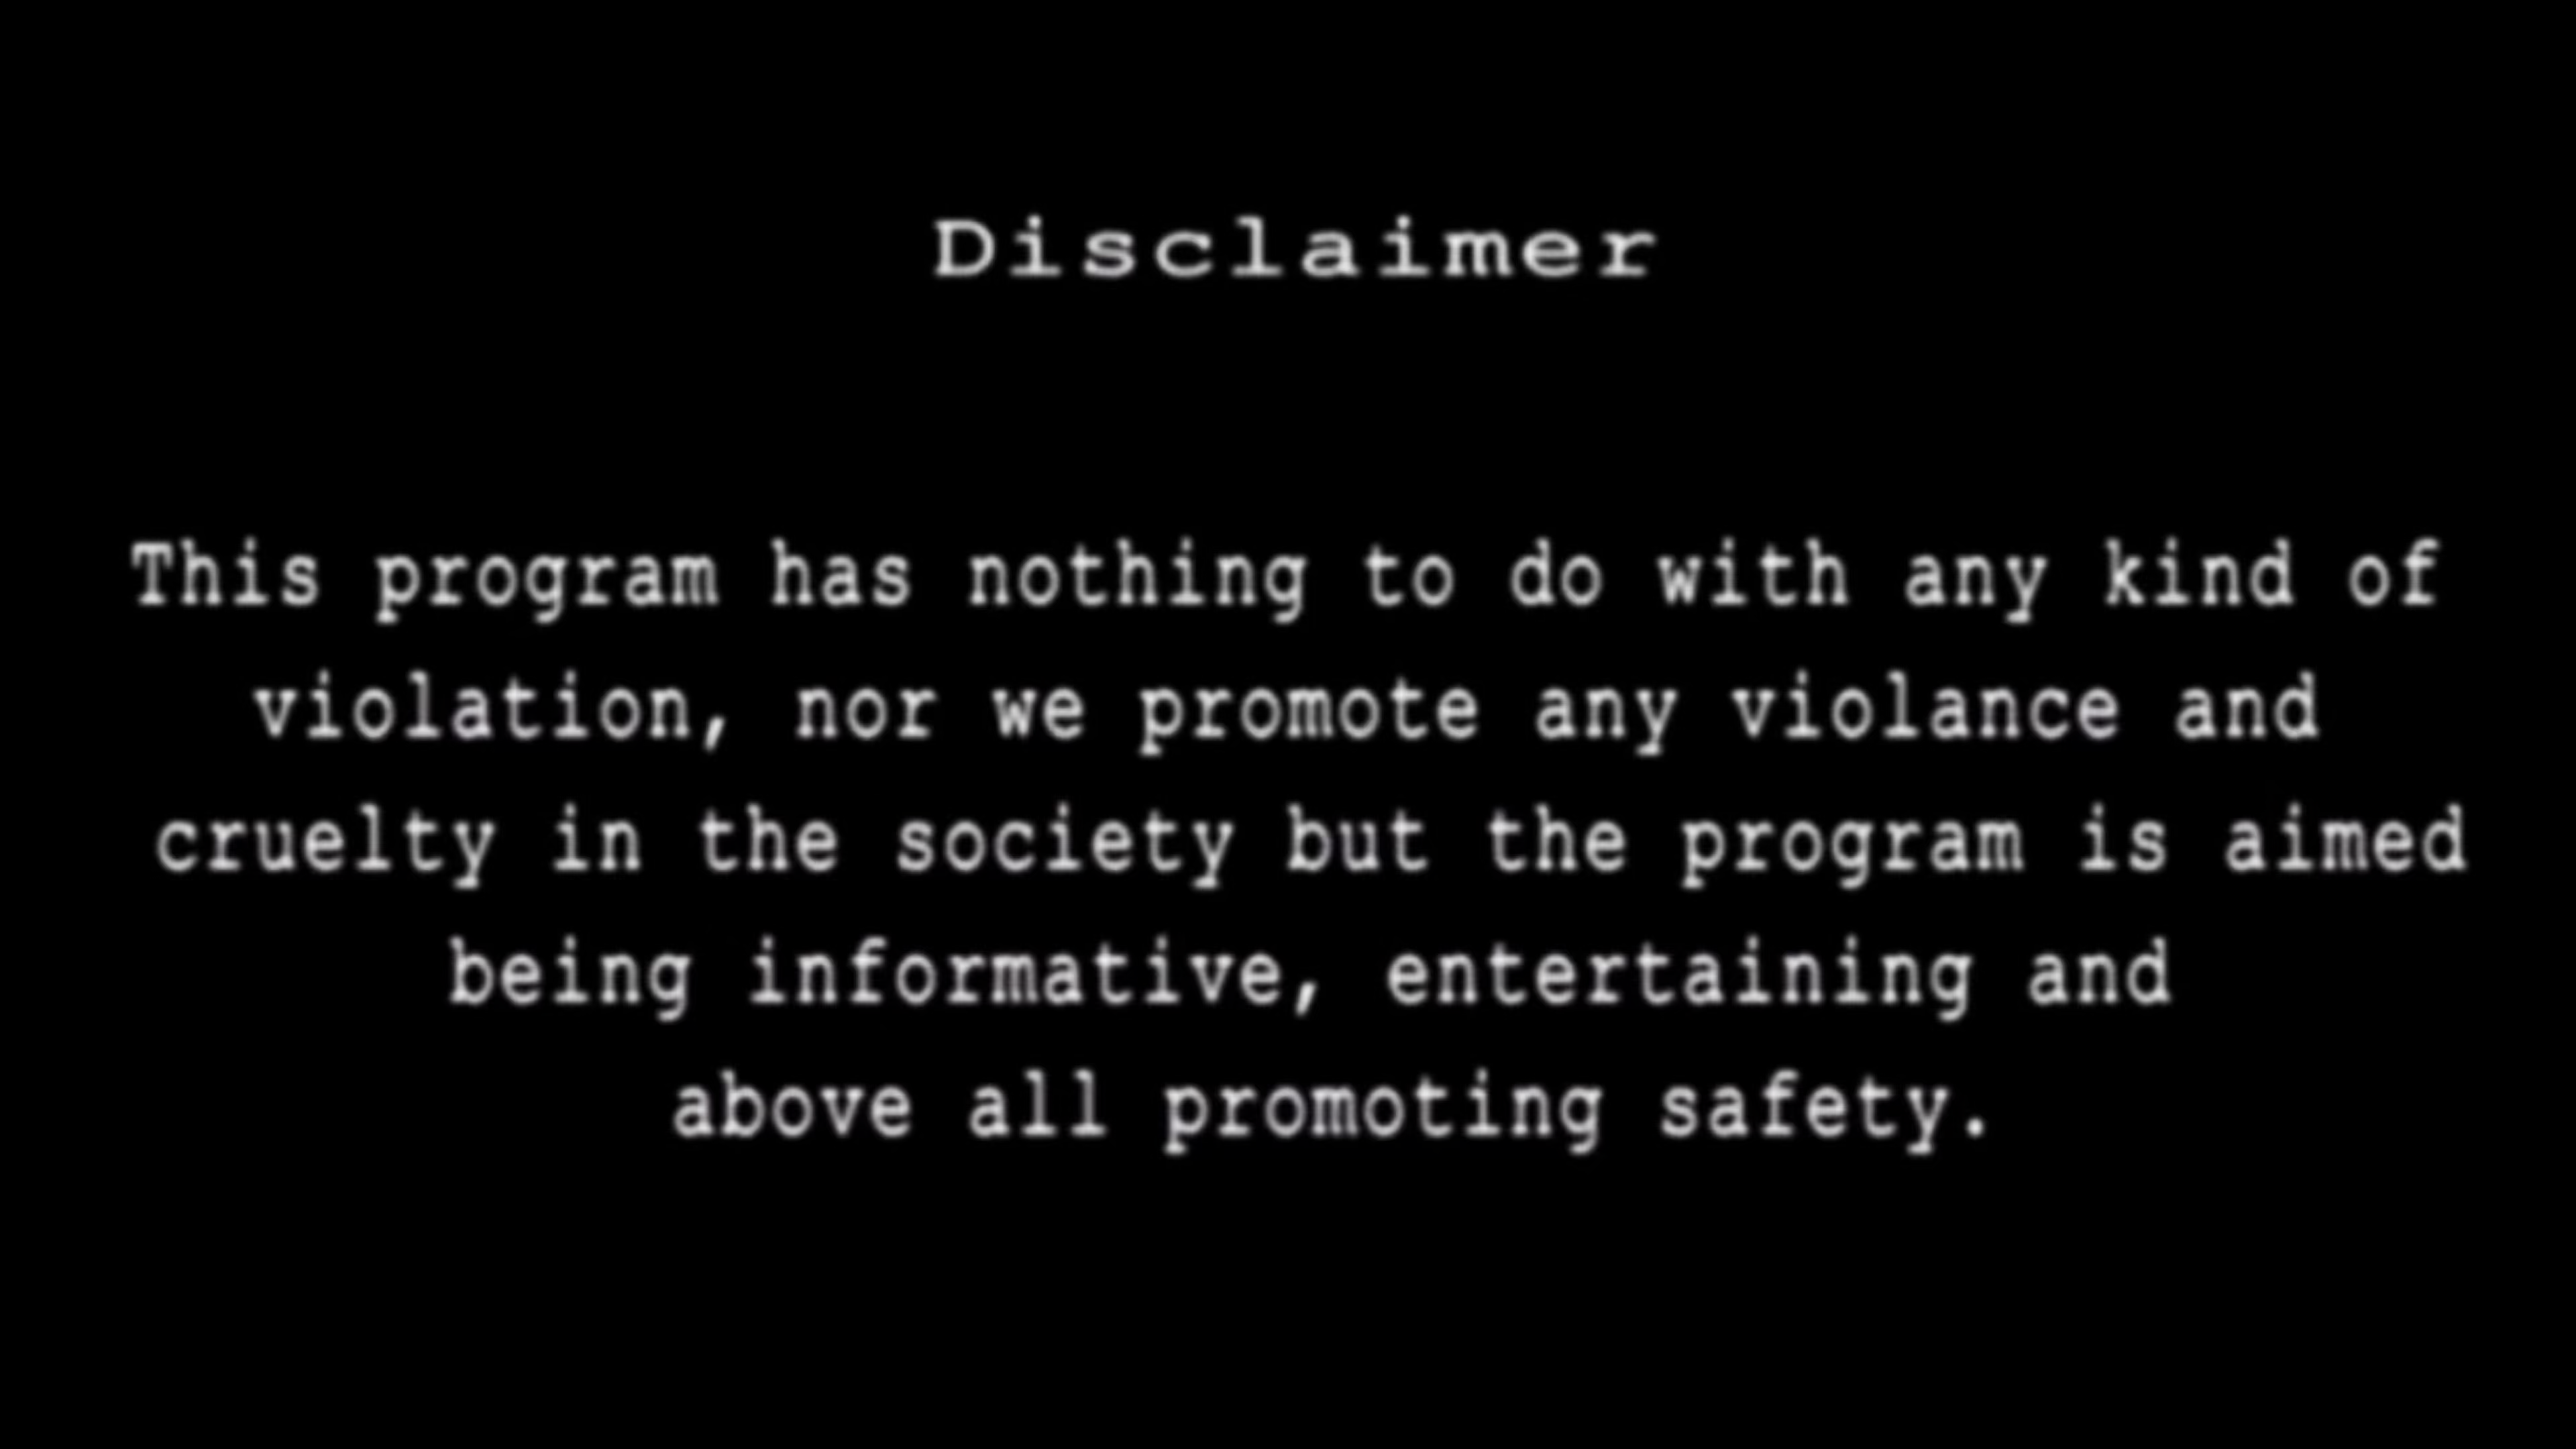 Disclaimer
This program has nothing to do with any kind of
violation, nor we promote any violance and
cruelty in the society but the program is aimed
being informative, entertaining and
above all promoting safety.